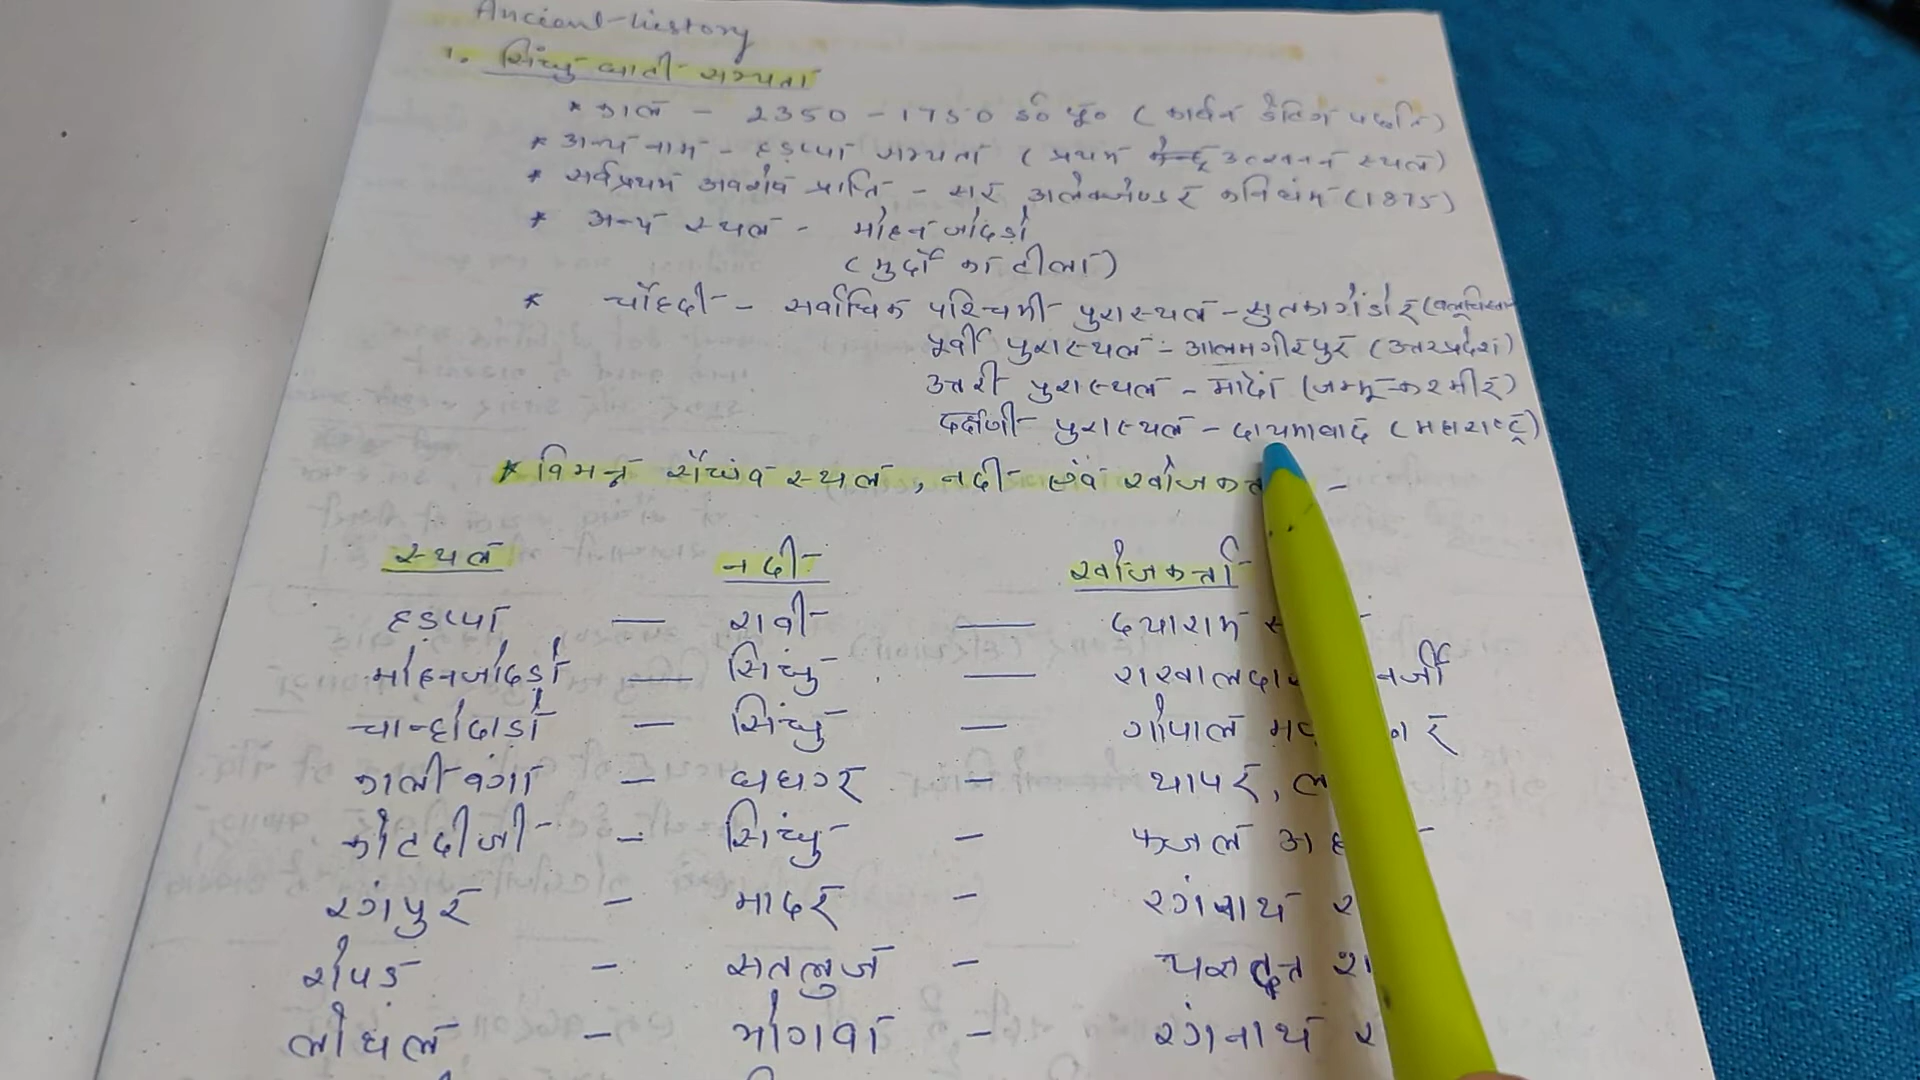 Ancient-history
1. सिंधु घाटी सभ्यता
* काल - 2350 - 1750 ई० पू० ( कार्बन डेटिंग पद्धति )
* अन्य नाम - हड़प्पा सभ्यता ( प्रथम उत्खनन स्थल )
* सर्वप्रथम अवशेष प्राप्ति - सर अलेक्जेण्डर कनिंघम (1875)
* अन्य स्थल - मोहनजोदड़ो
( मुर्दो का टीला )
* चौहदी - सर्वाधिक पश्चिमी पुरास्थल - सुतकागेंडोर
पूर्वी पुरास्थल - आलमगीरपुर (उत्तरप्रदेश)
उत्तरी पुरास्थल - मांदा (जम्मू-कश्मीर)
दक्षिणी पुरास्थल - दायमाबाद (महाराष्ट्र)
* सैंधव स्थल, नदी एवं -
स्थल नदी खोजकर्ता
हड़प्पा — रावी — दयाराम
मोहनजोदड़ो — सिंधु — राखालदा नर्जी
चान्होदाड़ो — सिंधु — गोपाल
कालीबंगा - घघगर - थापर,
कोटदीजी - सिंधु - फजल
रंगपुर - मादर - रंगनाथ
रोपड़ - सतलुज - यज्ञदत्त
लोथल - भोगवा - रंगनाथ